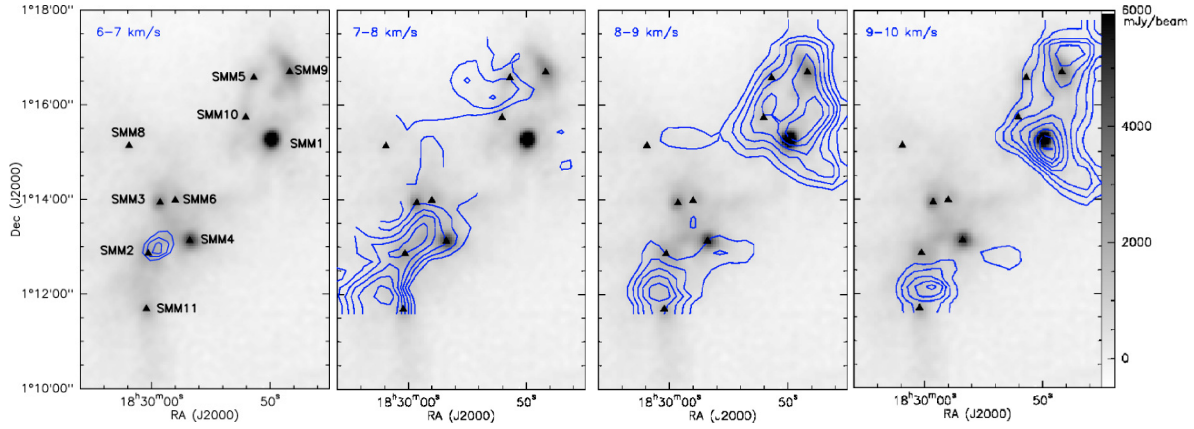 6-7 km/s
7-8 km/s
8-9 km/s
9-10 km/s
6000
mJy/beam
4000
2000
0
1°18'00''
1°16'00''
1°14'00''
1°12'00''
1°10'00''
Dec (J2000)
SMM5
SMM9
SMM10
SMM1
SMM8
SMM3
SMM6
SMM4
SMM2
SMM11
18ʰ30ᵐ00ˢ
50ˢ
18ʰ30ᵐ00ˢ
50ˢ
18ʰ30ᵐ00ˢ
50ˢ
18ʰ30ᵐ00ˢ
50ˢ
RA (J2000)
RA (J2000)
RA (J2000)
RA (J2000)